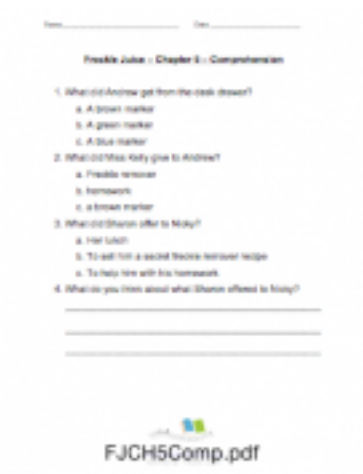 Name Date
Freckle Juice - Chapter 5 - Comprehension
1. What did Andrew get from the desk drawer?
a. A brown marker
b. A green marker
c. A blue marker
2. What did Miss Kelly give to Andrew?
a. Freckle remover
b. homework
c. a brown marker
3. What did Sharon offer to Nicky?
a. Her lunch
b. To sell him a secret freckle remover recipe
c. To help him with his homework
4. What do you think about what Sharon offered to Nicky?
FJCH5Comp.pdf